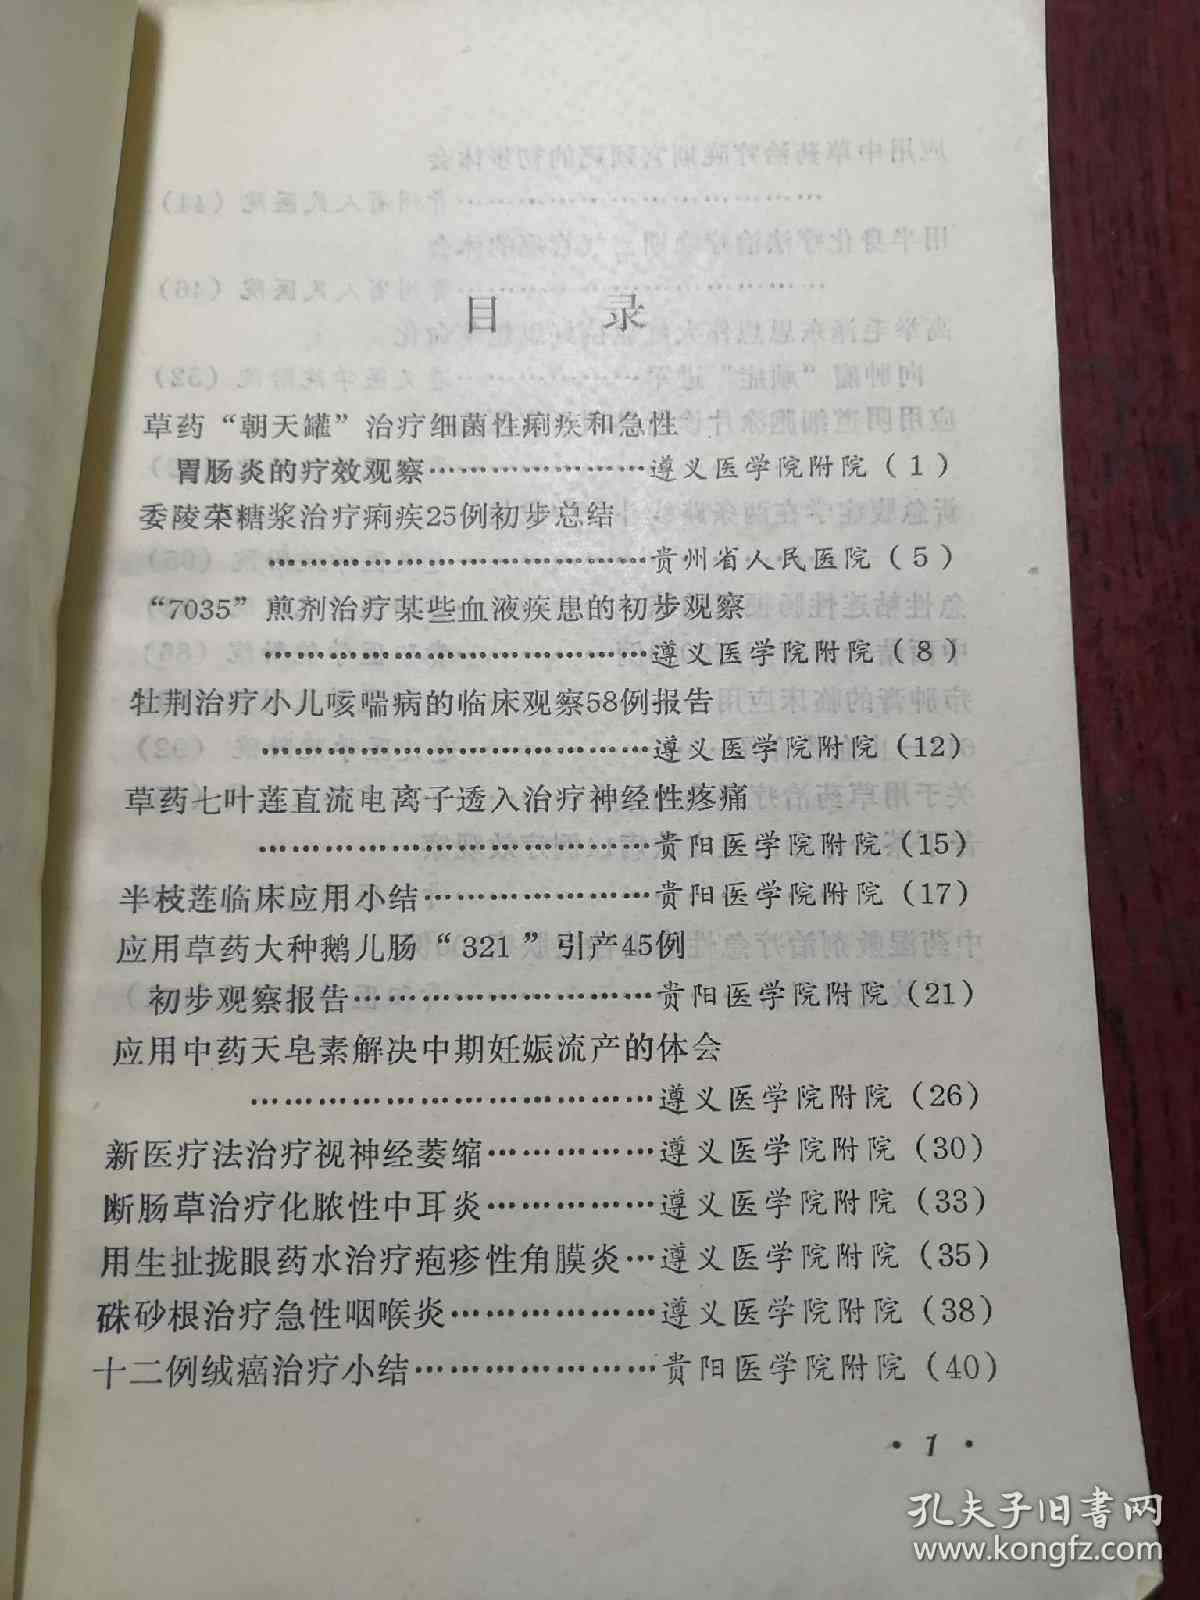 目 录
草药“朝天罐”治疗细菌性痢疾和急性
胃肠炎的疗效观察…………………遵义医学院附院（1）
委陵菜糖浆治疗痢疾25例初步总结
………………………………贵州省人民医院（5）
“7035”煎剂治疗某些血液疾患的初步观察
………………………………遵义医学院附院（8）
牡荆治疗小儿咳喘病的临床观察58例报告
………………………………遵义医学院附院（12）
草药七叶莲直流电离子透入治疗神经性疼痛
………………………………贵阳医学院附院（15）
半枝莲临床应用小结…………………贵阳医学院附院（17）
应用草药大种鹅儿肠“321”引产45例
初步观察报告………………………贵阳医学院附院（21）
应用中药天皂素解决中期妊娠流产的体会
………………………………遵义医学院附院（26）
新医疗法治疗视神经萎缩……………遵义医学院附院（30）
断肠草治疗化脓性中耳炎……………遵义医学院附院（33）
用生扯拢眼药水治疗疱疹性角膜炎…遵义医学院附院（35）
硃砂根治疗急性咽喉炎………………遵义医学院附院（38）
十二例绒癌治疗小结…………………贵阳医学院附院（40）
·1·
孔夫子旧書网
www.kongfz.com